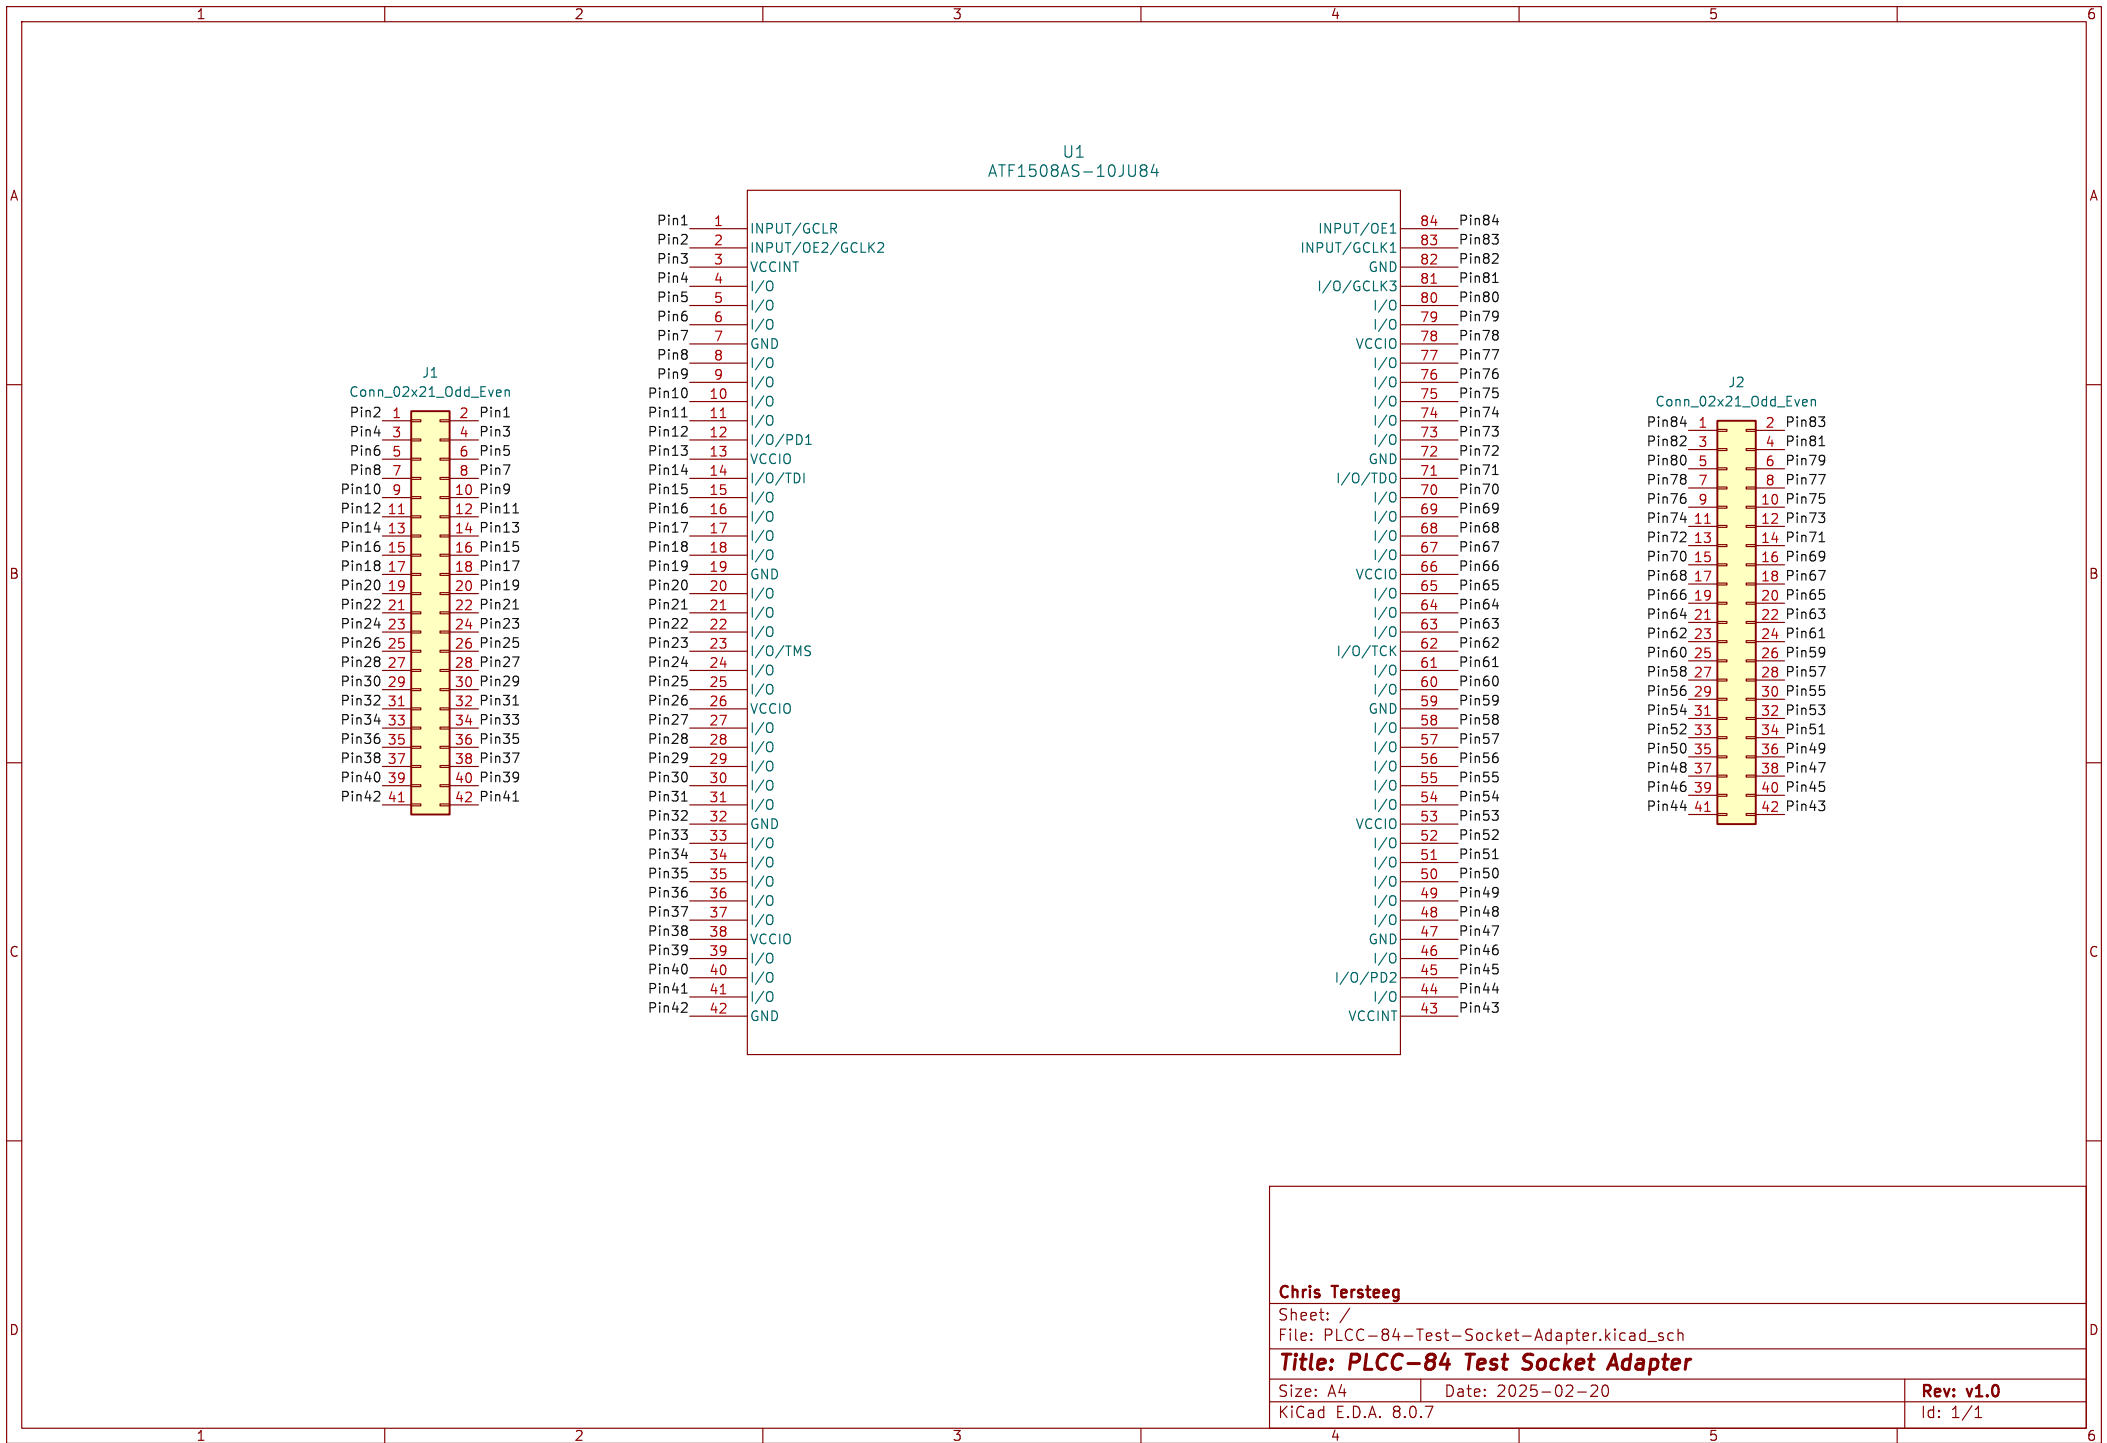 1 2 3 4 5 6
U1
ATF1508AS-10JU84
A A
Pin1 1 INPUT/GCLR INPUT/OE1 84 Pin84
Pin2 2 INPUT/OE2/GCLK2 INPUT/GCLK1 83 Pin83
Pin3 3 VCCINT GND 82 Pin82
Pin4 4 I/O I/O/GCLK3 81 Pin81
Pin5 5 I/O I/O 80 Pin80
Pin6 6 I/O I/O 79 Pin79
Pin7 7 GND VCCIO 78 Pin78
Pin8 8 I/O I/O 77 Pin77
Pin9 9 I/O I/O 76 Pin76
Pin10 10 I/O I/O 75 Pin75
Pin11 11 I/O I/O 74 Pin74
Pin12 12 I/O/PD1 I/O 73 Pin73
Pin13 13 VCCIO GND 72 Pin72
Pin14 14 I/O/TDI I/O/TDO 71 Pin71
Pin15 15 I/O I/O 70 Pin70
Pin16 16 I/O I/O 69 Pin69
Pin17 17 I/O I/O 68 Pin68
Pin18 18 I/O I/O 67 Pin67
Pin19 19 GND VCCIO 66 Pin66
Pin20 20 I/O I/O 65 Pin65
Pin21 21 I/O I/O 64 Pin64
Pin22 22 I/O I/O 63 Pin63
Pin23 23 I/O/TMS I/O/TCK 62 Pin62
Pin24 24 I/O I/O 61 Pin61
Pin25 25 I/O I/O 60 Pin60
Pin26 26 VCCIO GND 59 Pin59
Pin27 27 I/O I/O 58 Pin58
Pin28 28 I/O I/O 57 Pin57
Pin29 29 I/O I/O 56 Pin56
Pin30 30 I/O I/O 55 Pin55
Pin31 31 I/O I/O 54 Pin54
Pin32 32 GND VCCIO 53 Pin53
Pin33 33 I/O I/O 52 Pin52
Pin34 34 I/O I/O 51 Pin51
Pin35 35 I/O I/O 50 Pin50
Pin36 36 I/O I/O 49 Pin49
Pin37 37 I/O I/O 48 Pin48
Pin38 38 VCCIO GND 47 Pin47
Pin39 39 I/O I/O 46 Pin46
Pin40 40 I/O I/O/PD2 45 Pin45
Pin41 41 I/O I/O 44 Pin44
Pin42 42 GND VCCINT 43 Pin43
J1
Conn_02x21_Odd_Even
Pin2 1 2 Pin1
Pin4 3 4 Pin3
Pin6 5 6 Pin5
Pin8 7 8 Pin7
Pin10 9 10 Pin9
Pin12 11 12 Pin11
Pin14 13 14 Pin13
Pin16 15 16 Pin15
Pin18 17 18 Pin17
Pin20 19 20 Pin19
Pin22 21 22 Pin21
Pin24 23 24 Pin23
Pin26 25 26 Pin25
Pin28 27 28 Pin27
Pin30 29 30 Pin29
Pin32 31 32 Pin31
Pin34 33 34 Pin33
Pin36 35 36 Pin35
Pin38 37 38 Pin37
Pin40 39 40 Pin39
Pin42 41 42 Pin41
J2
Conn_02x21_Odd_Even
Pin84 1 2 Pin83
Pin82 3 4 Pin81
Pin80 5 6 Pin79
Pin78 7 8 Pin77
Pin76 9 10 Pin75
Pin74 11 12 Pin73
Pin72 13 14 Pin71
Pin70 15 16 Pin69
Pin68 17 18 Pin67
Pin66 19 20 Pin65
Pin64 21 22 Pin63
Pin62 23 24 Pin61
Pin60 25 26 Pin59
Pin58 27 28 Pin57
Pin56 29 30 Pin55
Pin54 31 32 Pin53
Pin52 33 34 Pin51
Pin50 35 36 Pin49
Pin48 37 38 Pin47
Pin46 39 40 Pin45
Pin44 41 42 Pin43
B B
C C
D D
Chris Tersteeg
Sheet: /
File: PLCC-84-Test-Socket-Adapter.kicad_sch
Title: PLCC-84 Test Socket Adapter
Size: A4 Date: 2025-02-20 Rev: v1.0
KiCad E.D.A. 8.0.7 Id: 1/1
1 2 3 4 5 6